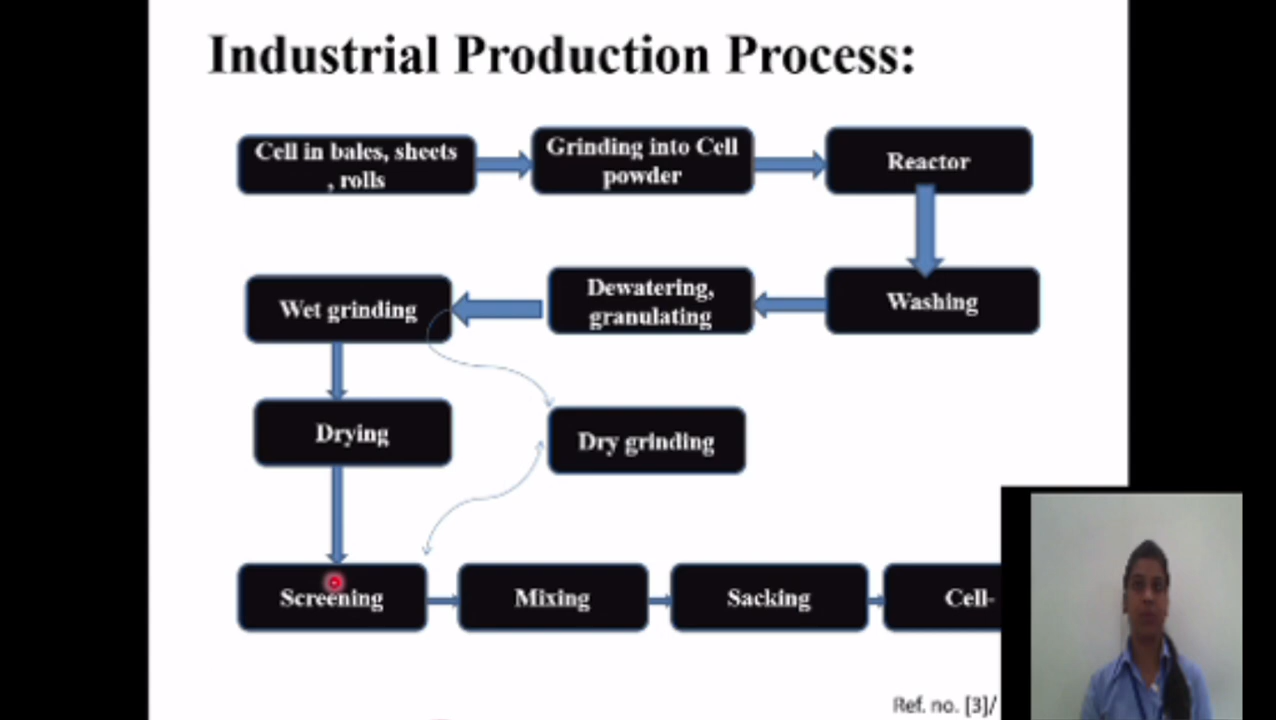 Industrial Production Process:
Cell in bales, sheets
, rolls
Grinding into Cell
powder
Reactor
Wet grinding
Dewatering,
granulating
Washing
Drying
Dry grinding
Screening
Mixing
Sacking
Cell-
Ref. no. [3]/